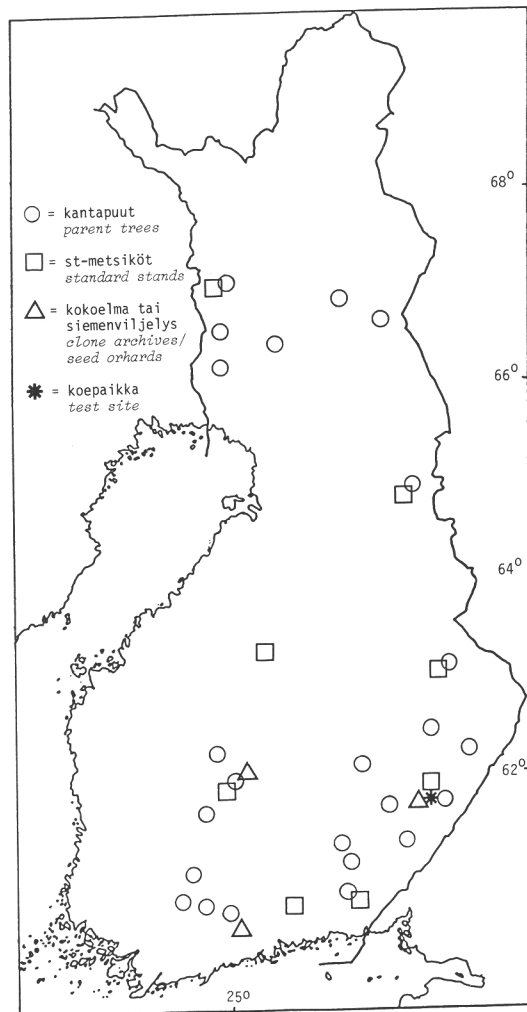 68°
○ = kantapuut
parent trees
□ = st-metsiköt
standard stands
△ = kokoelma tai
siemenviljelys
clone archives/
seed orhards
66°
✱ = koepaikka
test site
64°
62°
25°